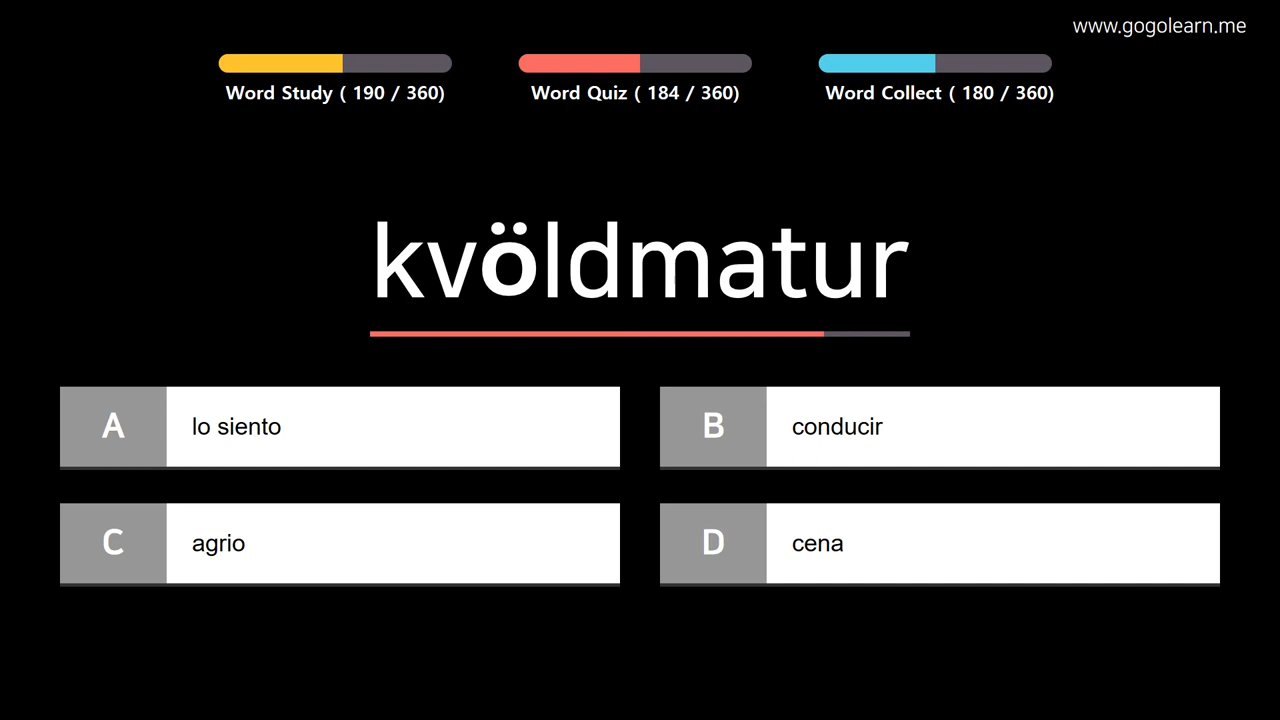 www.gogolearn.me
Word Study ( 190 / 360)
Word Quiz ( 184 / 360)
Word Collect ( 180 / 360)
kvöldmatur
A
lo siento
B
conducir
C
agrio
D
cena